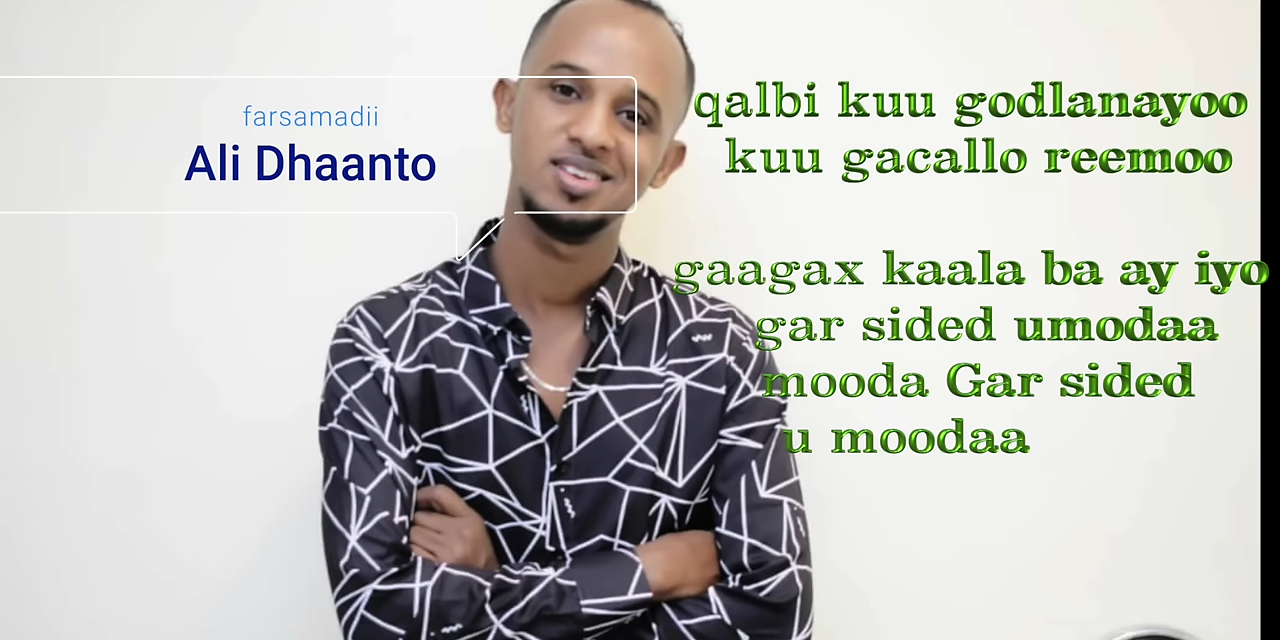 farsamadii
Ali Dhaanto
qalbi kuu godlanayoo
kuu gacallo reemoo
gaagax kaala ba ay iyo
gar sided umodaa
mooda Gar sided
u moodaa